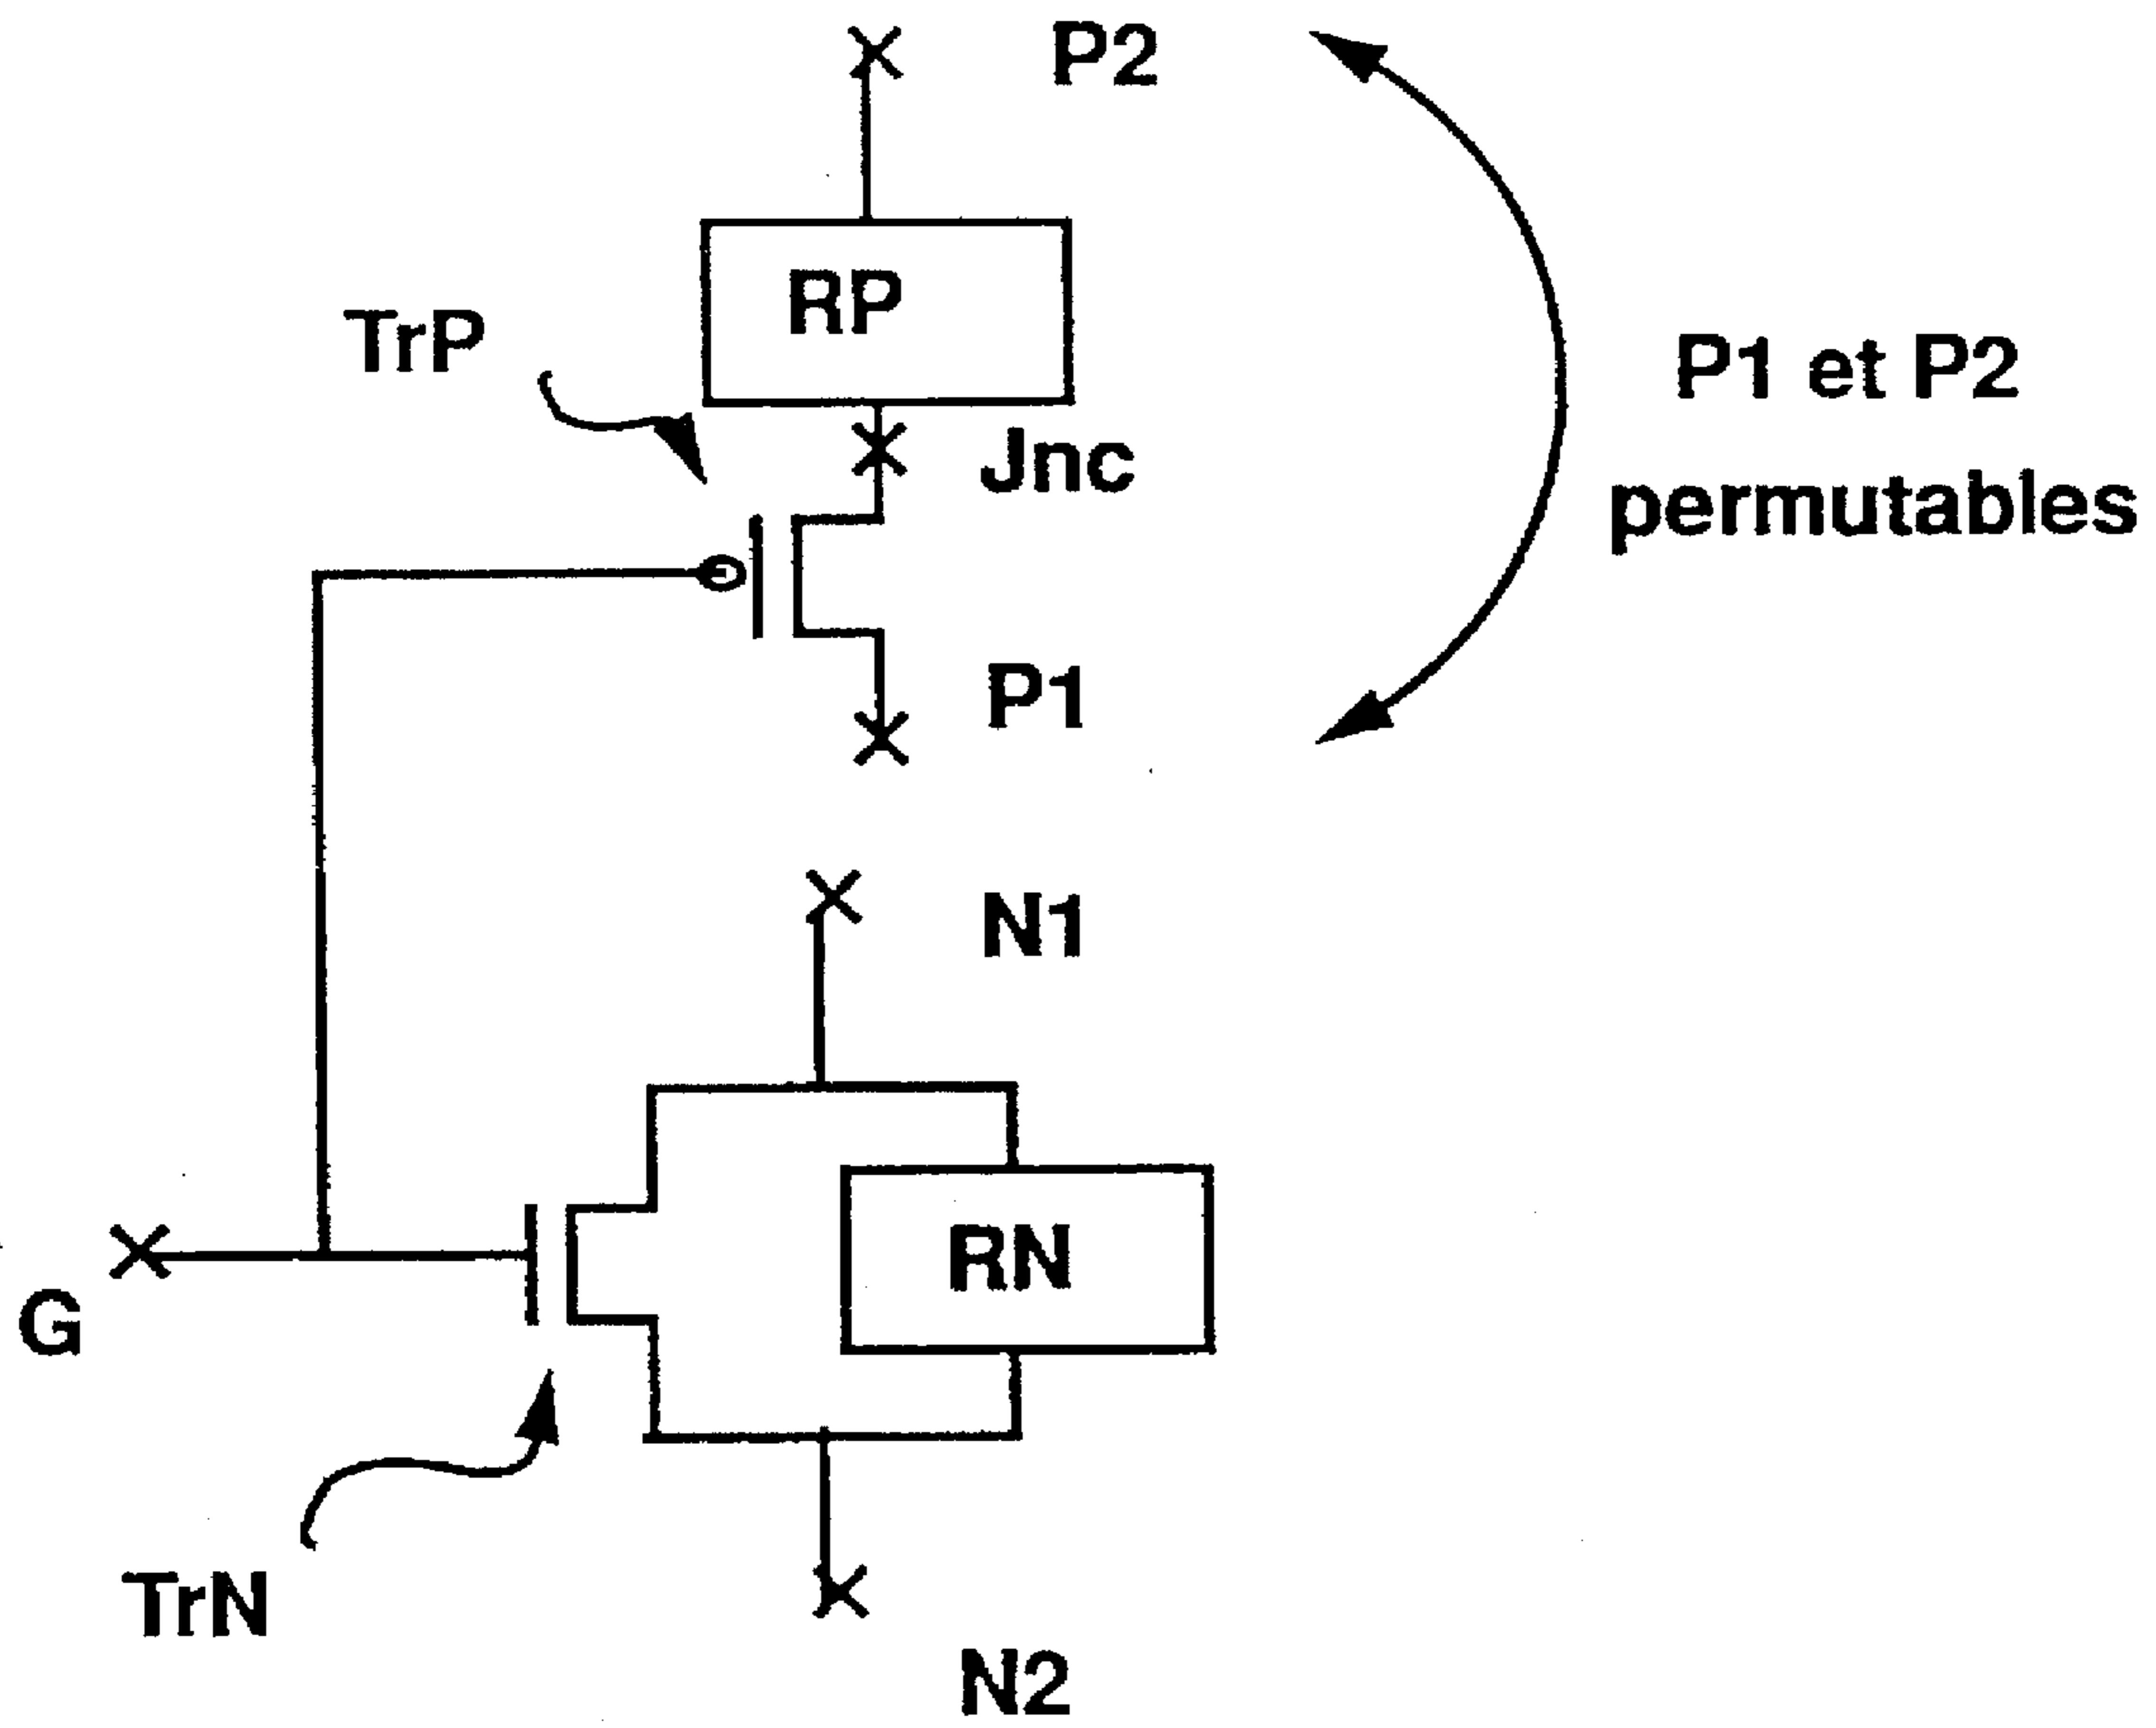 P2
RP
TrP
P1 et P2
permutables
Jnc
P1
N1
RN
G
TrN
N2